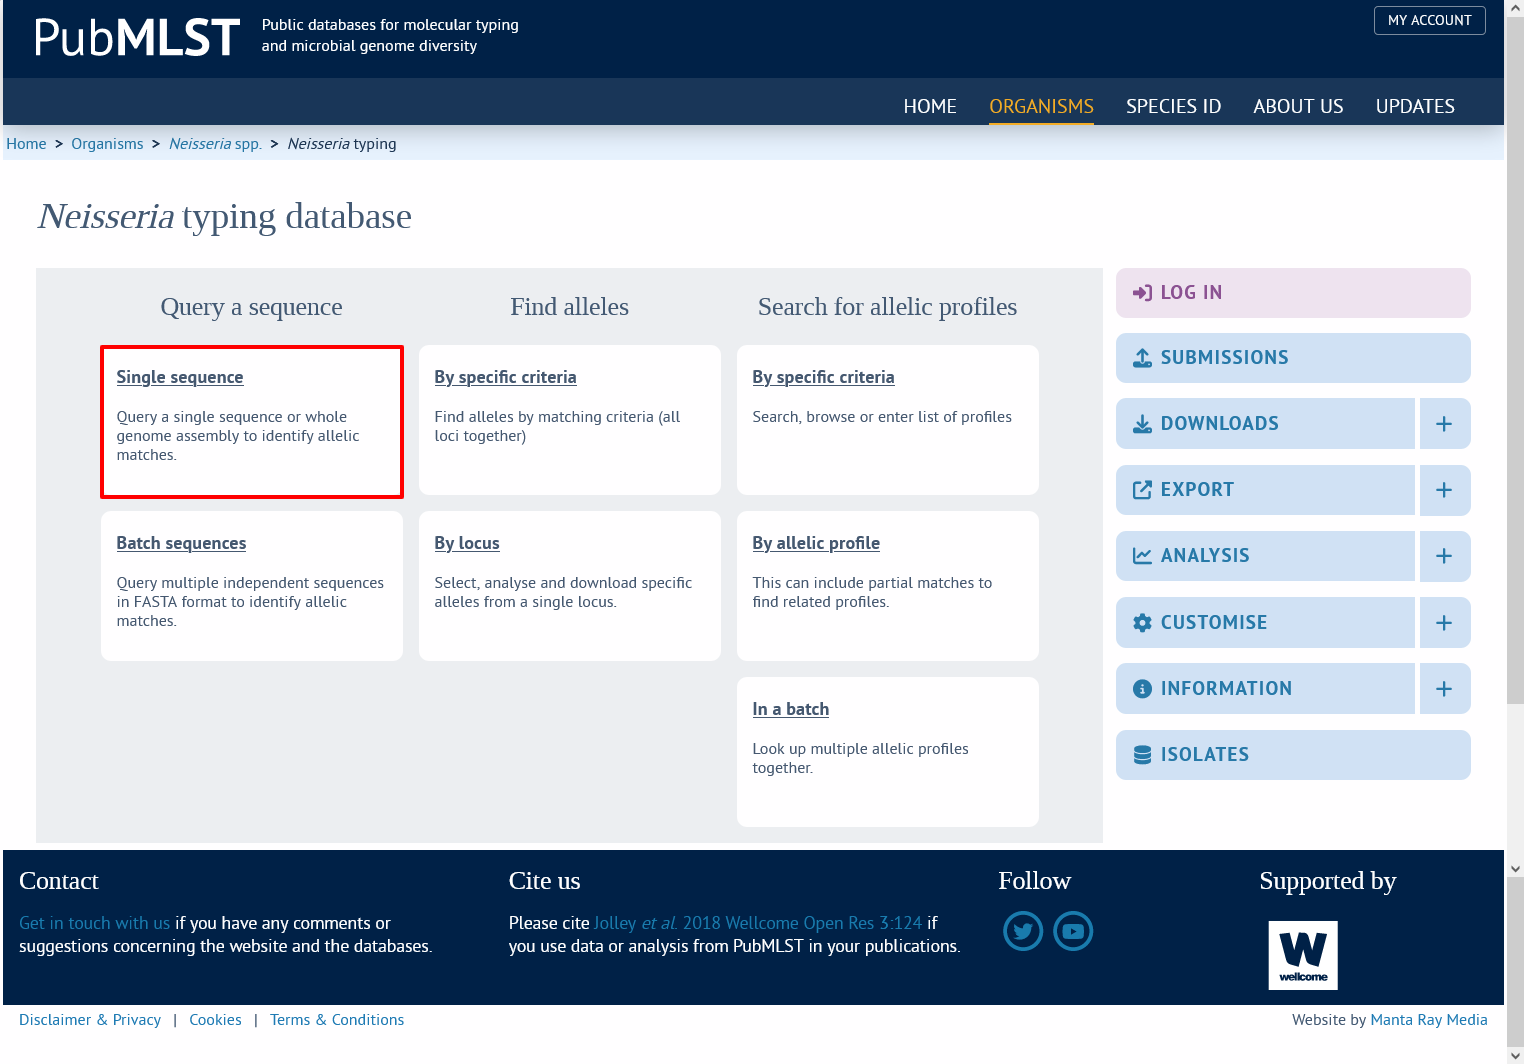 PubMLST
Public databases for molecular typing
and microbial genome diversity
MY ACCOUNT
HOME ORGANISMS SPECIES ID ABOUT US UPDATES
Home > Organisms > Neisseria spp. > Neisseria typing
Neisseria typing database
Query a sequence
Single sequence
Query a single sequence or whole
genome assembly to identify allelic
matches.
Batch sequences
Query multiple independent sequences
in FASTA format to identify allelic
matches.
Find alleles
By specific criteria
Find alleles by matching criteria (all
loci together)
By locus
Select, analyse and download specific
alleles from a single locus.
Search for allelic profiles
By specific criteria
Search, browse or enter list of profiles
By allelic profile
This can include partial matches to
find related profiles.
In a batch
Look up multiple allelic profiles
together.
LOG IN
SUBMISSIONS
DOWNLOADS +
EXPORT +
ANALYSIS +
CUSTOMISE +
INFORMATION +
ISOLATES
Contact
Get in touch with us if you have any comments or
suggestions concerning the website and the databases.
Cite us
Please cite Jolley et al. 2018 Wellcome Open Res 3:124 if
you use data or analysis from PubMLST in your publications.
Follow
Supported by
W
wellcome
Disclaimer & Privacy | Cookies | Terms & Conditions
Website by Manta Ray Media